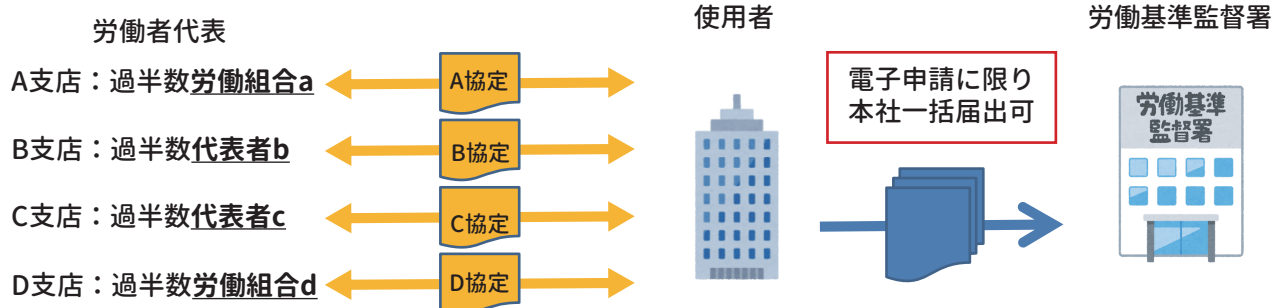 労働者代表
使用者
労働基準監督署
A支店：過半数労働組合a
A協定
電子申請に限り
本社一括届出可
労働基準
監督署
B支店：過半数代表者b
B協定
C支店：過半数代表者c
C協定
D支店：過半数労働組合d
D協定